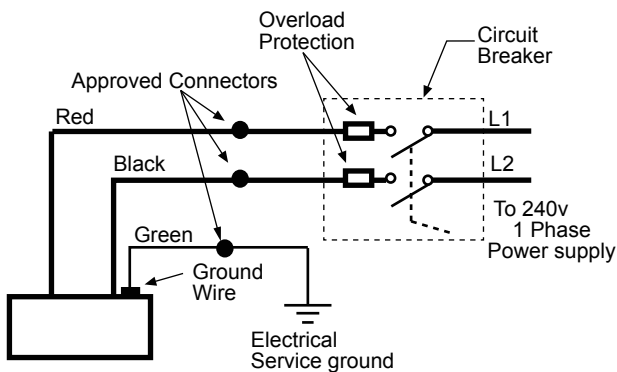 Overload
Protection
Circuit
Breaker
Approved Connectors
Red
L1
Black
L2
To 240v
1 Phase
Power supply
Green
Ground
Wire
Electrical
Service ground